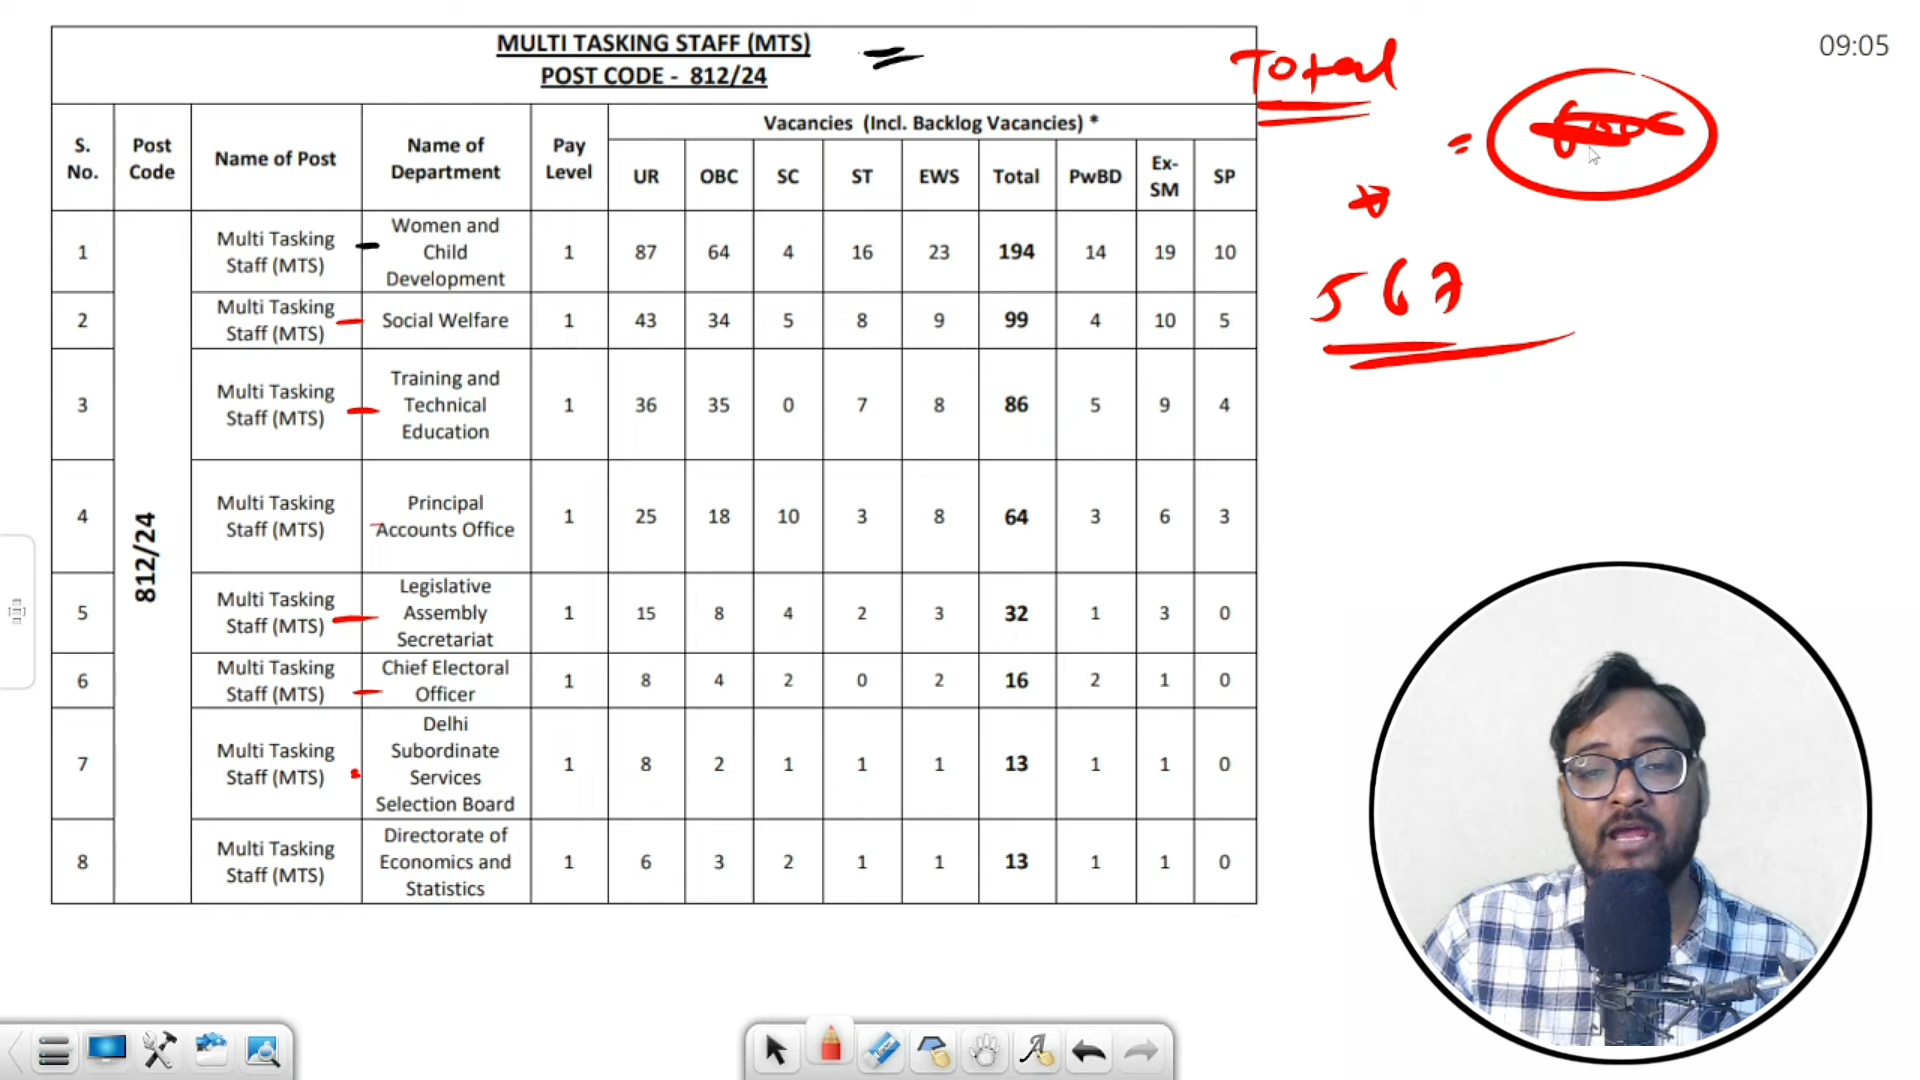 MULTI TASKING STAFF (MTS)
POST CODE - 812/24
Total
09:05
=
567
S. No. Post Code Name of Post Name of Department Pay Level Vacancies (Incl. Backlog Vacancies) *
UR OBC SC ST EWS Total PwBD Ex-SM SP
812/24
1 Multi Tasking Staff (MTS) Women and Child Development 1 87 64 4 16 23 194 14 19 10
2 Multi Tasking Staff (MTS) Social Welfare 1 43 34 5 8 9 99 4 10 5
3 Multi Tasking Staff (MTS) Training and Technical Education 1 36 35 0 7 8 86 5 9 4
4 Multi Tasking Staff (MTS) Principal Accounts Office 1 25 18 10 3 8 64 3 6 3
5 Multi Tasking Staff (MTS) Legislative Assembly Secretariat 1 15 8 4 2 3 32 1 3 0
6 Multi Tasking Staff (MTS) Chief Electoral Officer 1 8 4 2 0 2 16 2 1 0
7 Multi Tasking Staff (MTS) Delhi Subordinate Services Selection Board 1 8 2 1 1 1 13 1 1 0
8 Multi Tasking Staff (MTS) Directorate of Economics and Statistics 1 6 3 2 1 1 13 1 1 0